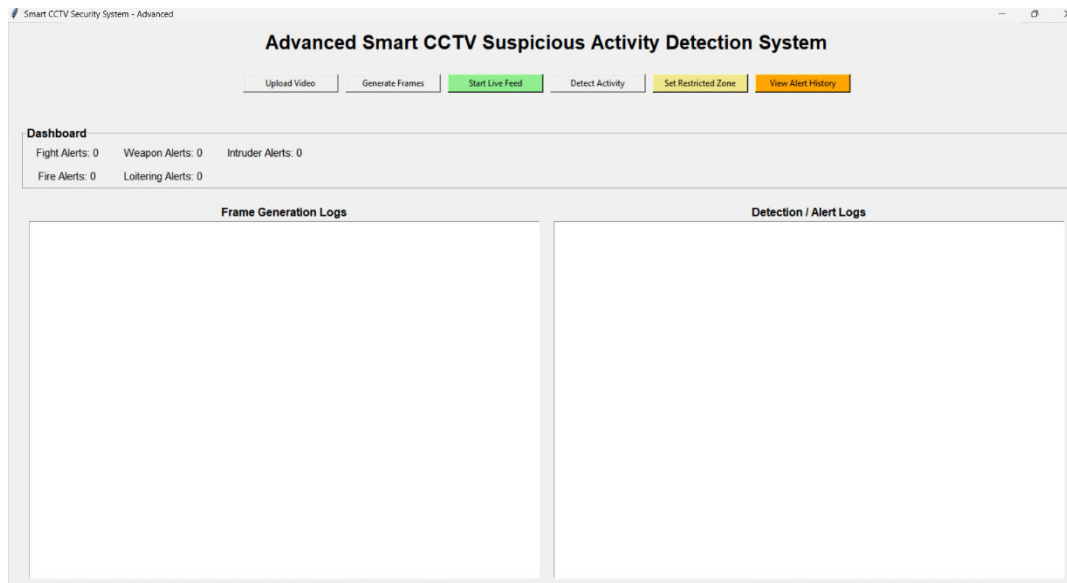 Smart CCTV Security System - Advanced
Advanced Smart CCTV Suspicious Activity Detection System
Upload Video Generate Frames Start Live Feed Detect Activity Set Restricted Zone View Alert History
Dashboard
Fight Alerts: 0 Weapon Alerts: 0 Intruder Alerts: 0
Fire Alerts: 0 Loitering Alerts: 0
Frame Generation Logs Detection / Alert Logs